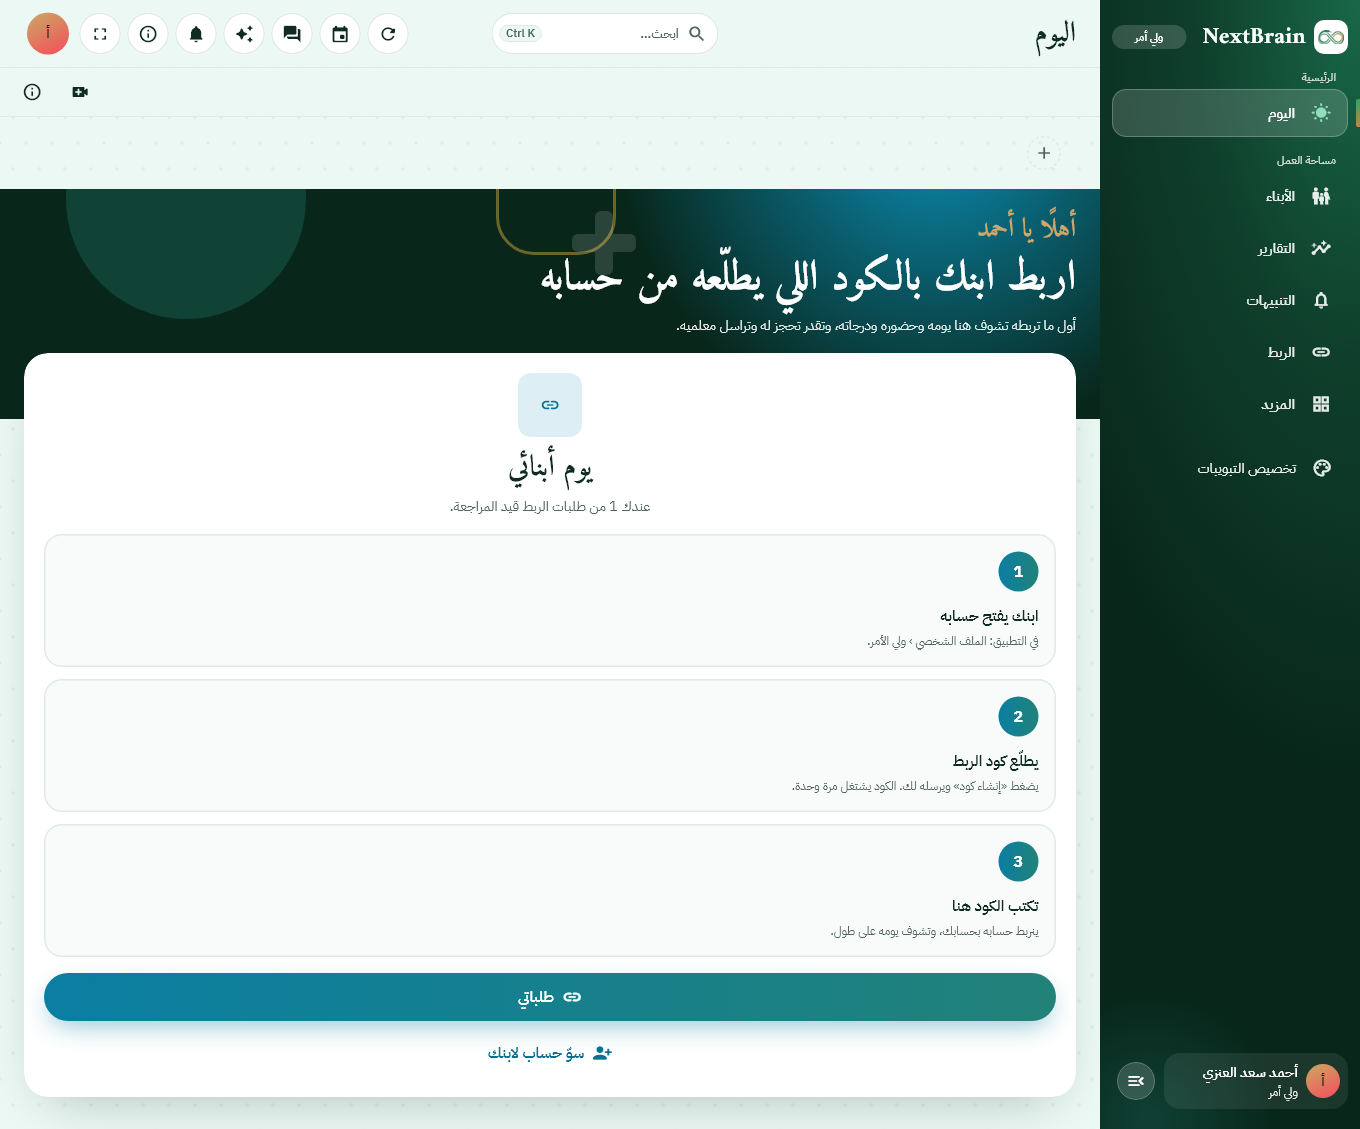 NextBrain
ولي أمر
الرئيسية
اليوم
مساحة العمل
الأبناء
التقارير
التنبيهات
الربط
المزيد
تخصيص التبويبات
أحمد سعد العنزي
ولي أمر
أ
اليوم
ابحث...
Ctrl K
أ
أهلًا يا أحمد
اربط ابنك بالكود اللي يطلّعه من حسابه
أول ما تربطه تشوف هنا يومه وحضوره ودرجاته، وتقدر تحجز له وتراسل معلميه.
يوم أبنائي
عندك 1 من طلبات الربط قيد المراجعة.
1
ابنك يفتح حسابه
في التطبيق: الملف الشخصي › ولي الأمر.
2
يطلّع كود الربط
يضغط «إنشاء كود» ويرسله لك. الكود يشتغل مرة وحدة.
3
تكتب الكود هنا
يتربط حسابه بحسابك، وتشوف يومه على طول.
طلباتي
سوّ حساب لابنك